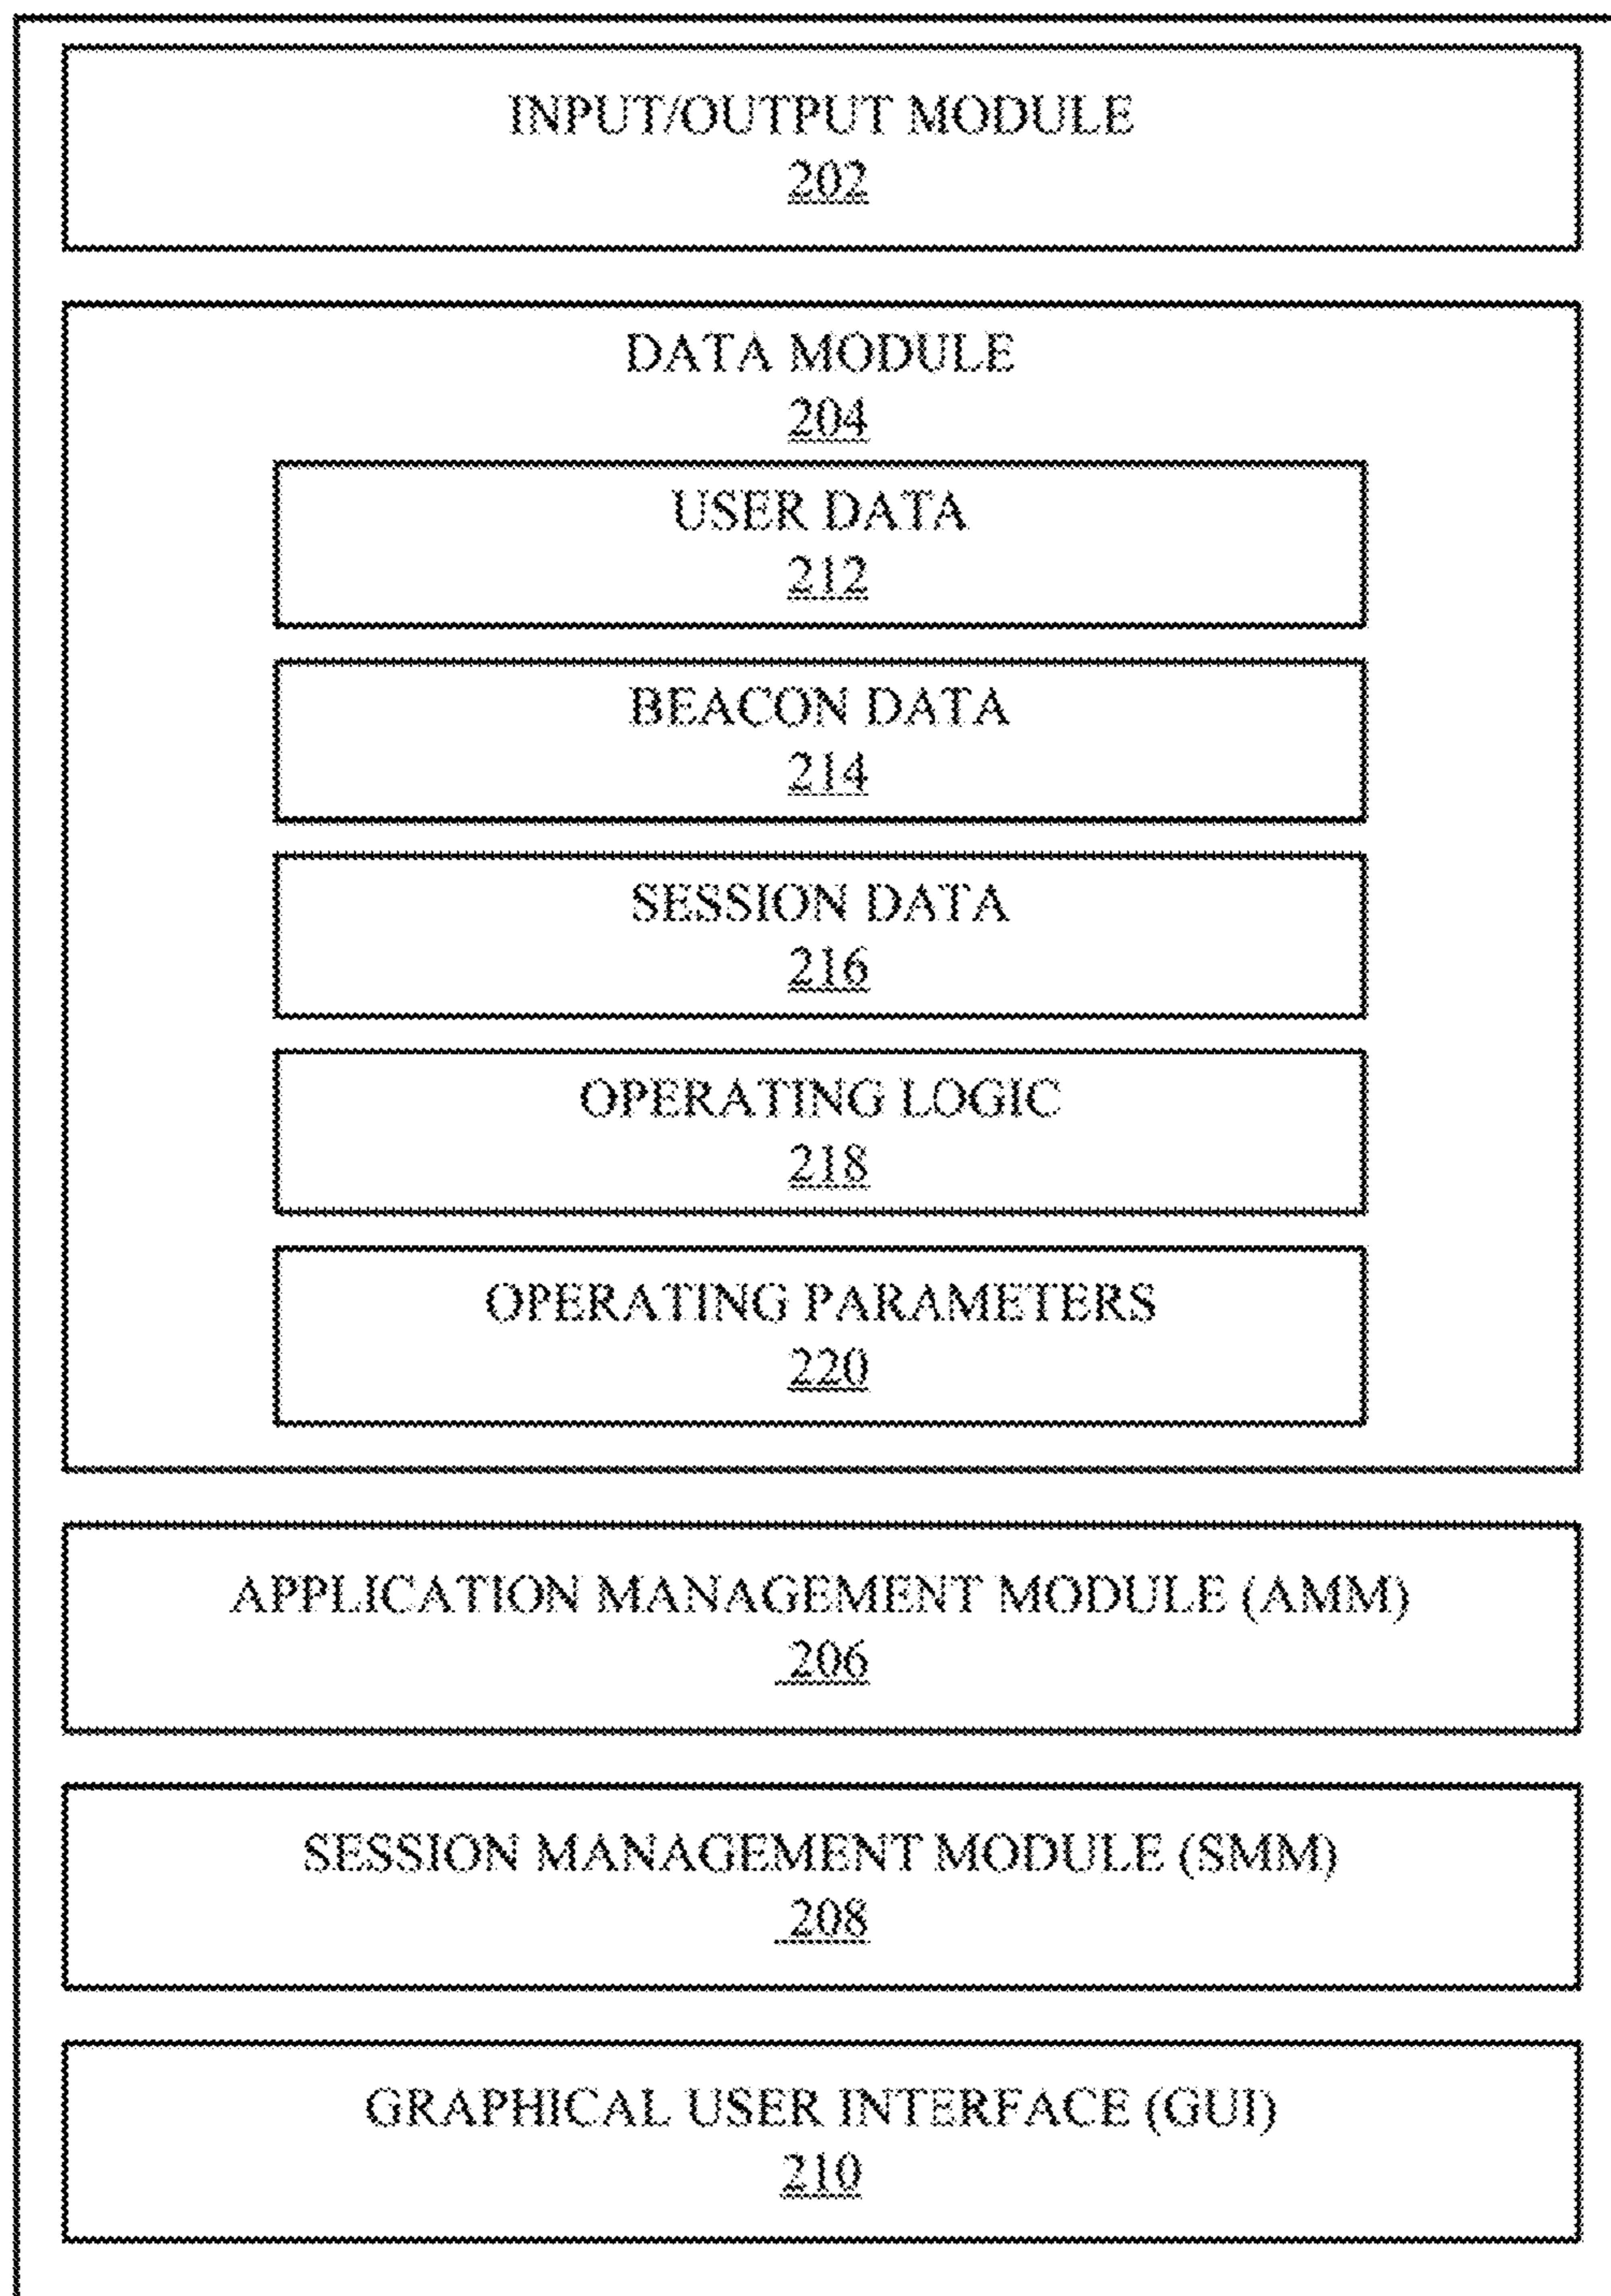 INPUT/OUTPUT MODULE
202
DATA MODULE
204
USER DATA
212
BEACON DATA
214
SESSION DATA
216
OPERATING LOGIC
218
OPERATING PARAMETERS
220
APPLICATION MANAGEMENT MODULE (AMM)
206
SESSION MANAGEMENT MODULE (SMM)
208
GRAPHICAL USER INTERFACE (GUI)
210